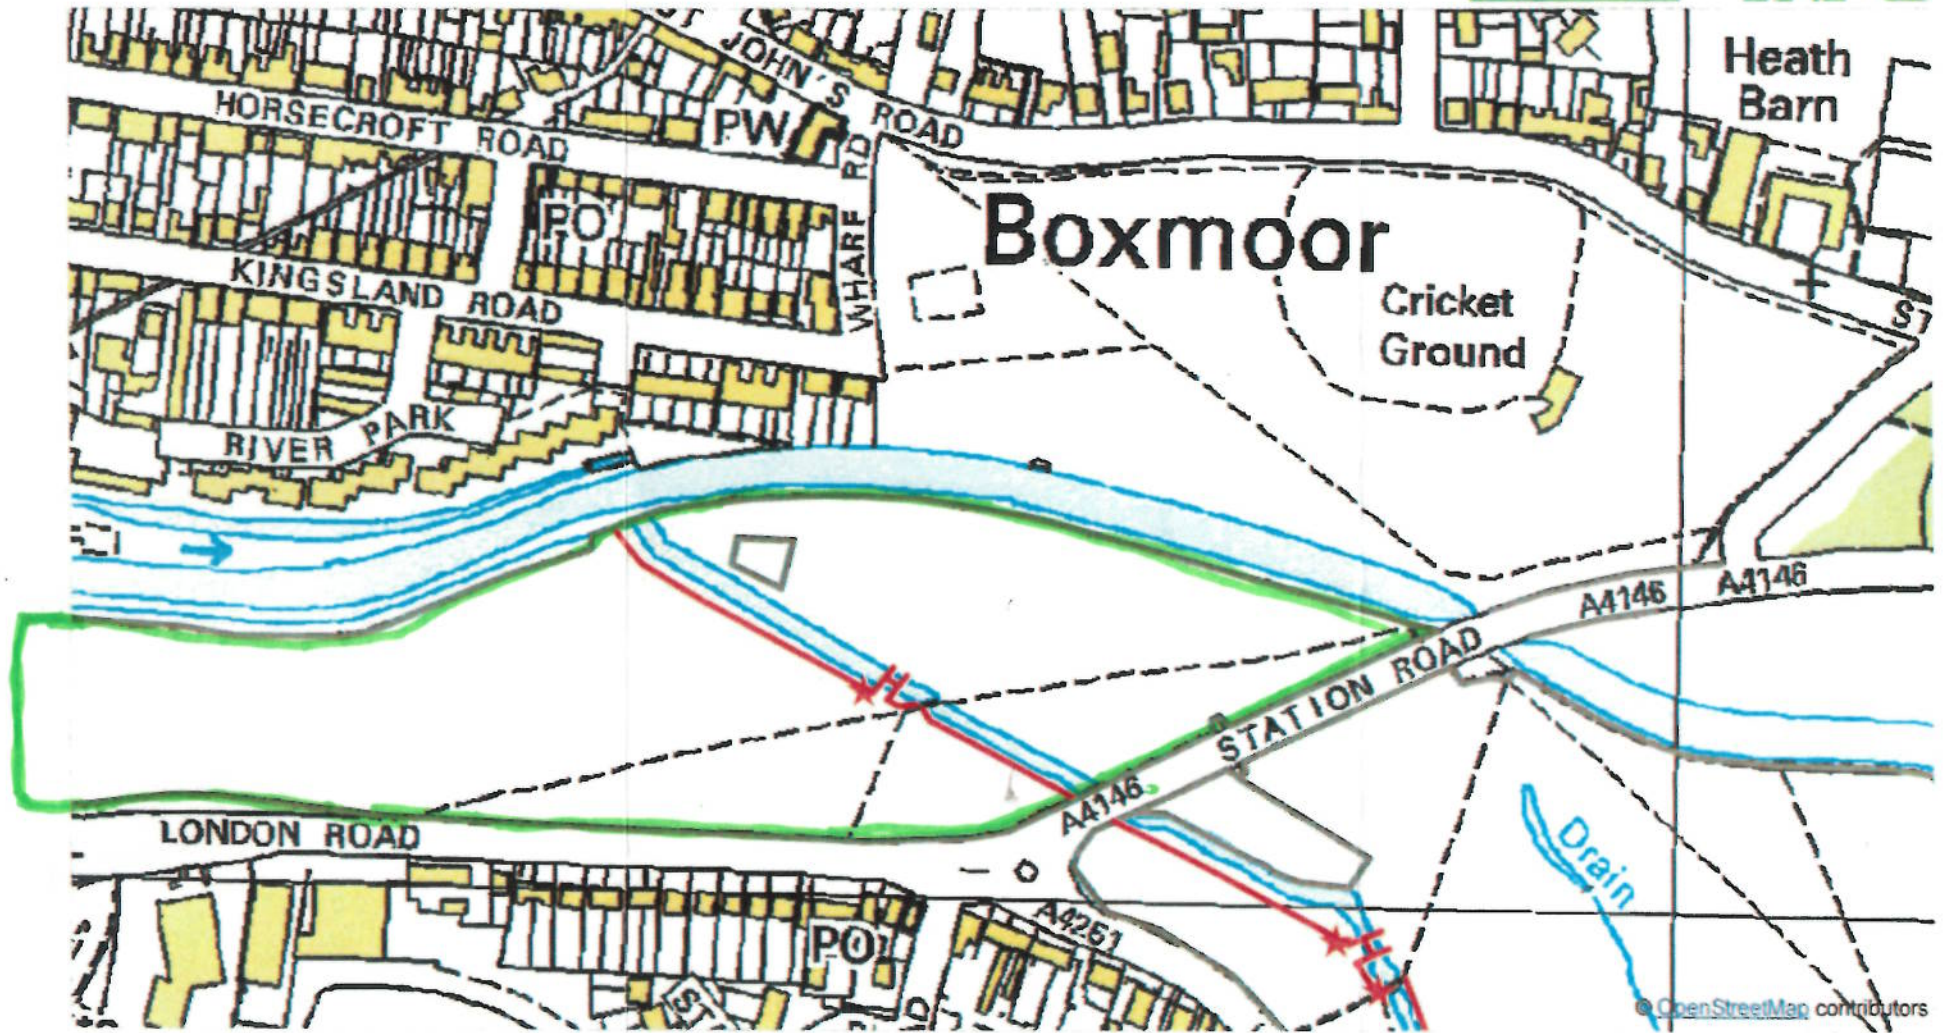 JOHN'S ROAD
Heath
Barn
HORSECROFT ROAD
PW
WHARF RD
PO
Boxmoor
KINGSLAND ROAD
Cricket
Ground
RIVER PARK
A4146
A4146
STATION ROAD
A4146
LONDON ROAD
Drain
A4251
PO
ST
© OpenStreetMap contributors